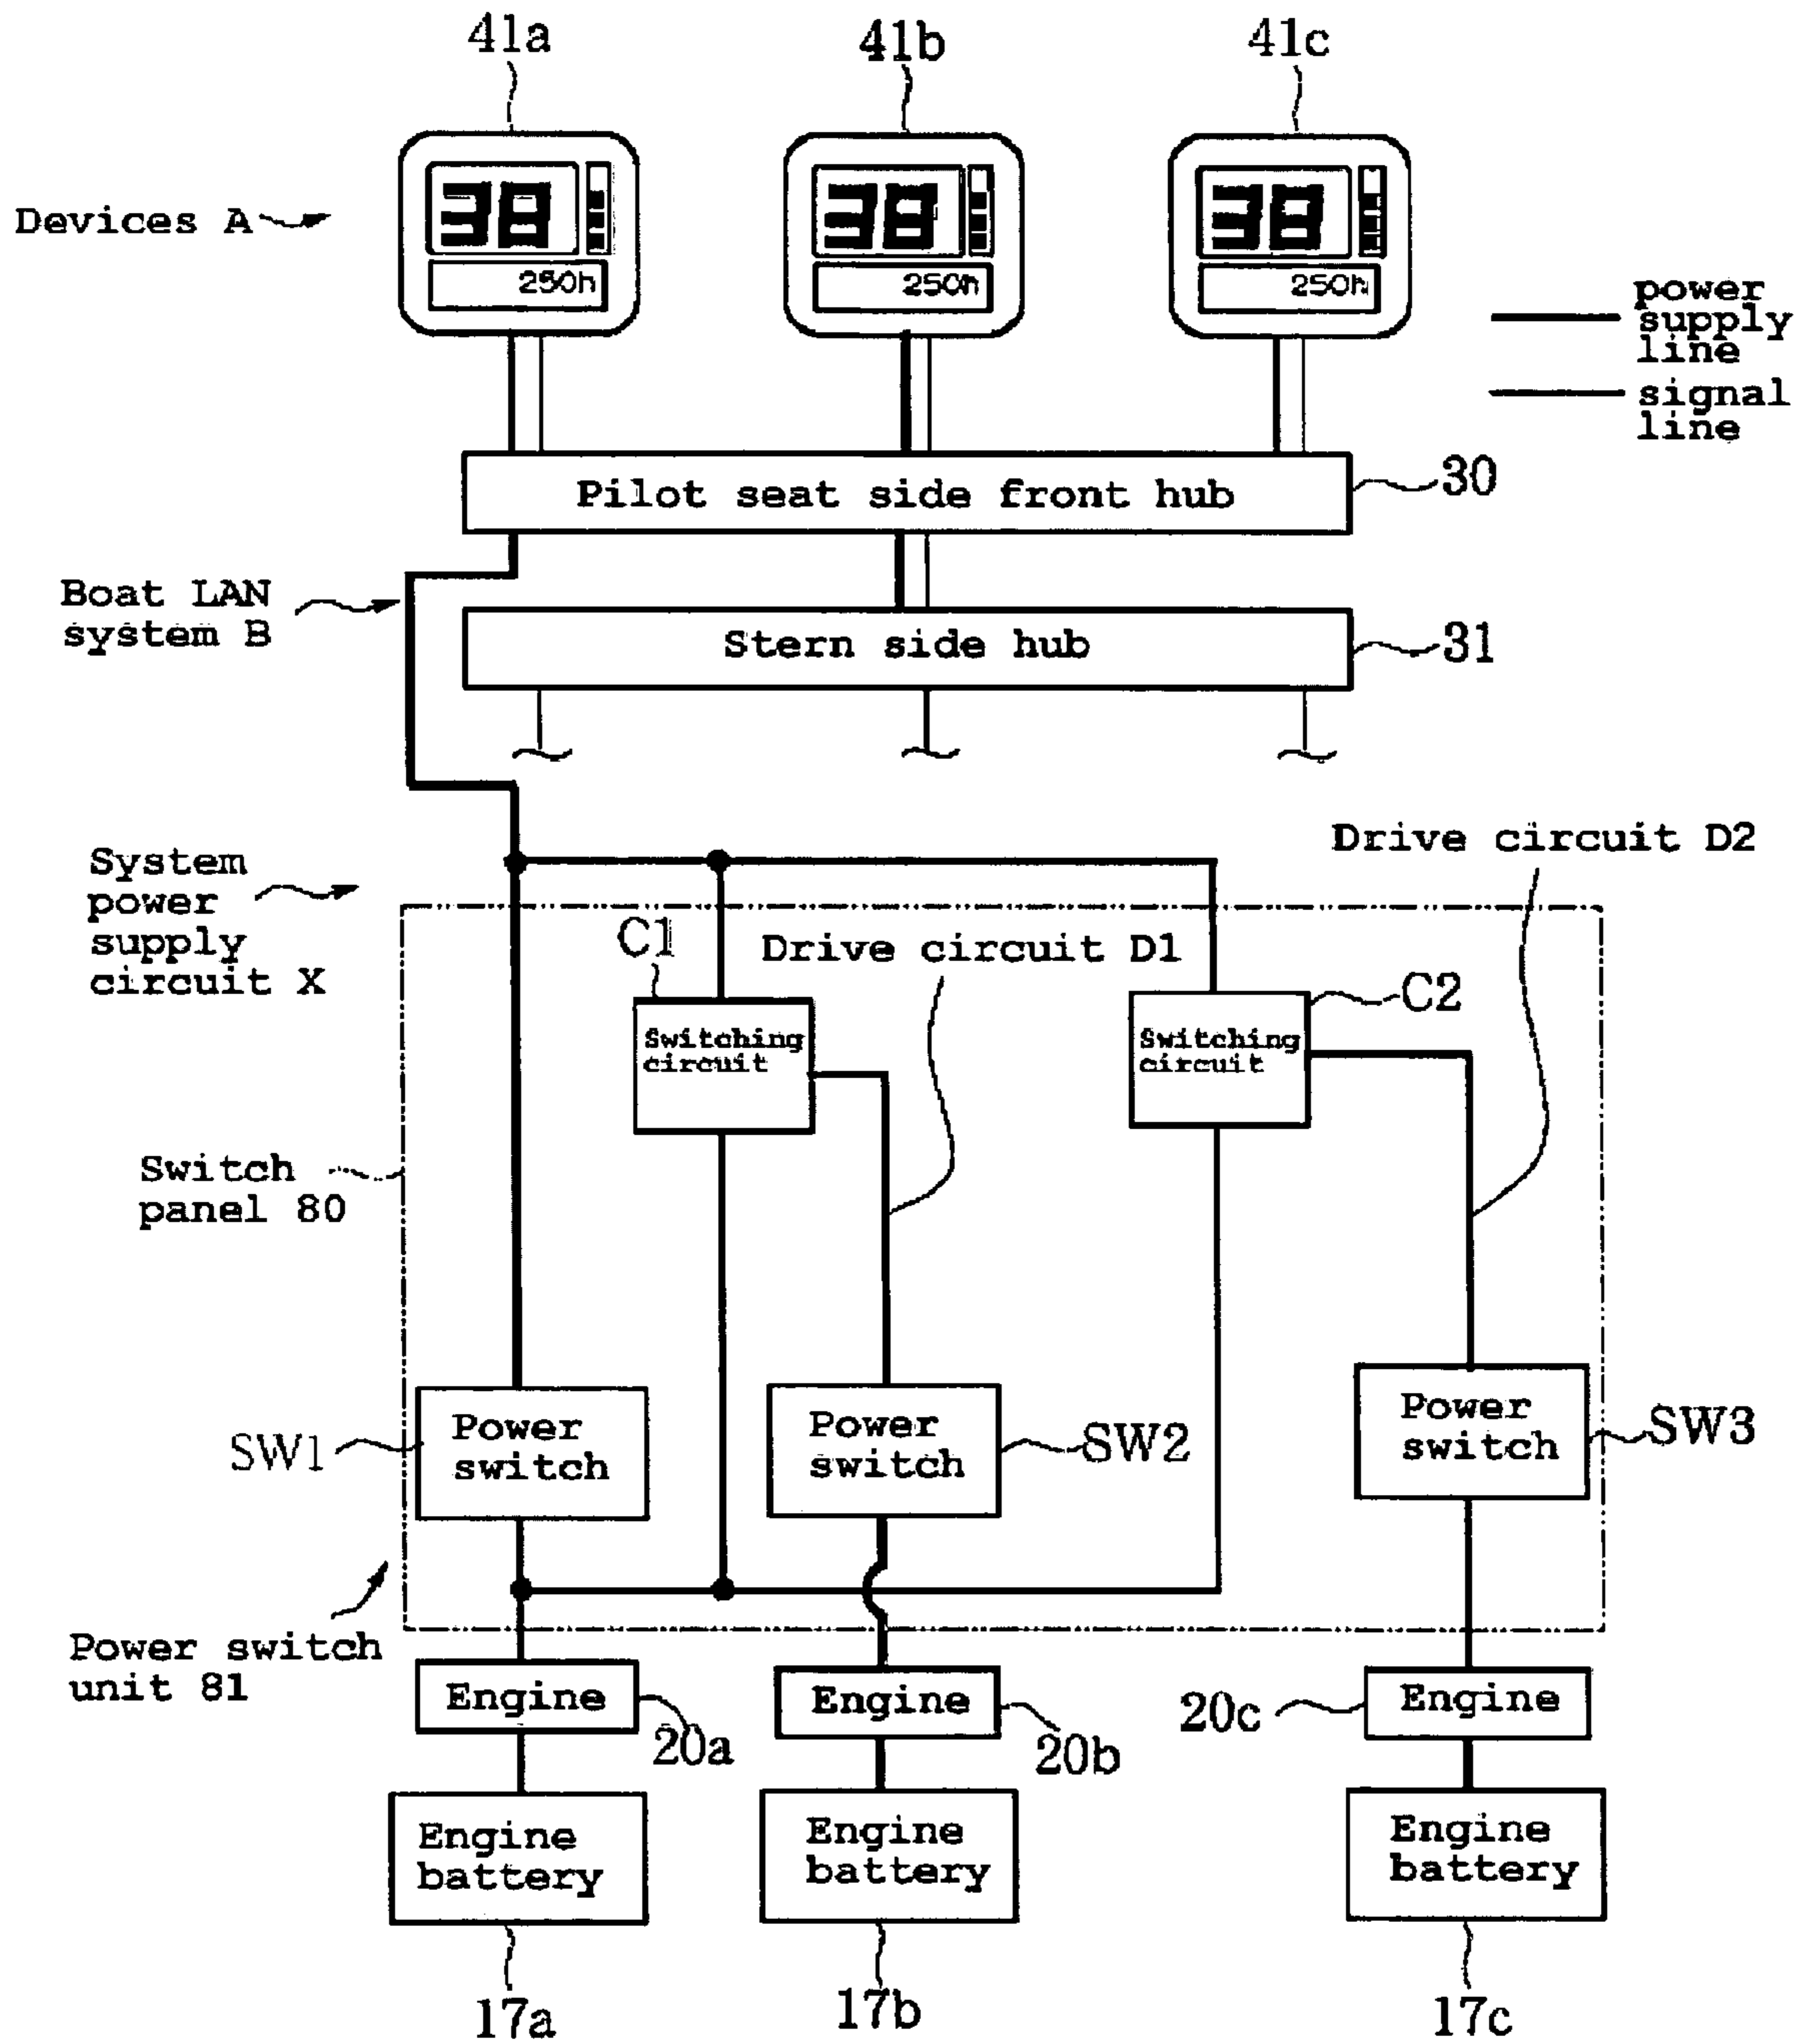 41a
41b
41c
Devices A
38
38
38
250h
250h
250h
power
supply
line
signal
line
Pilot seat side front hub
30
Boat LAN
system B
Stern side hub
31
Drive circuit D2
System
power
supply
circuit X
C1
Drive circuit D1
C2
Switching
circuit
Switching
circuit
Switch
panel 80
SW1
Power
switch
Power
switch
SW2
Power
switch
SW3
Power switch
unit 81
Engine
20a
Engine
20b
20c
Engine
Engine
battery
Engine
battery
Engine
battery
17a
17b
17c